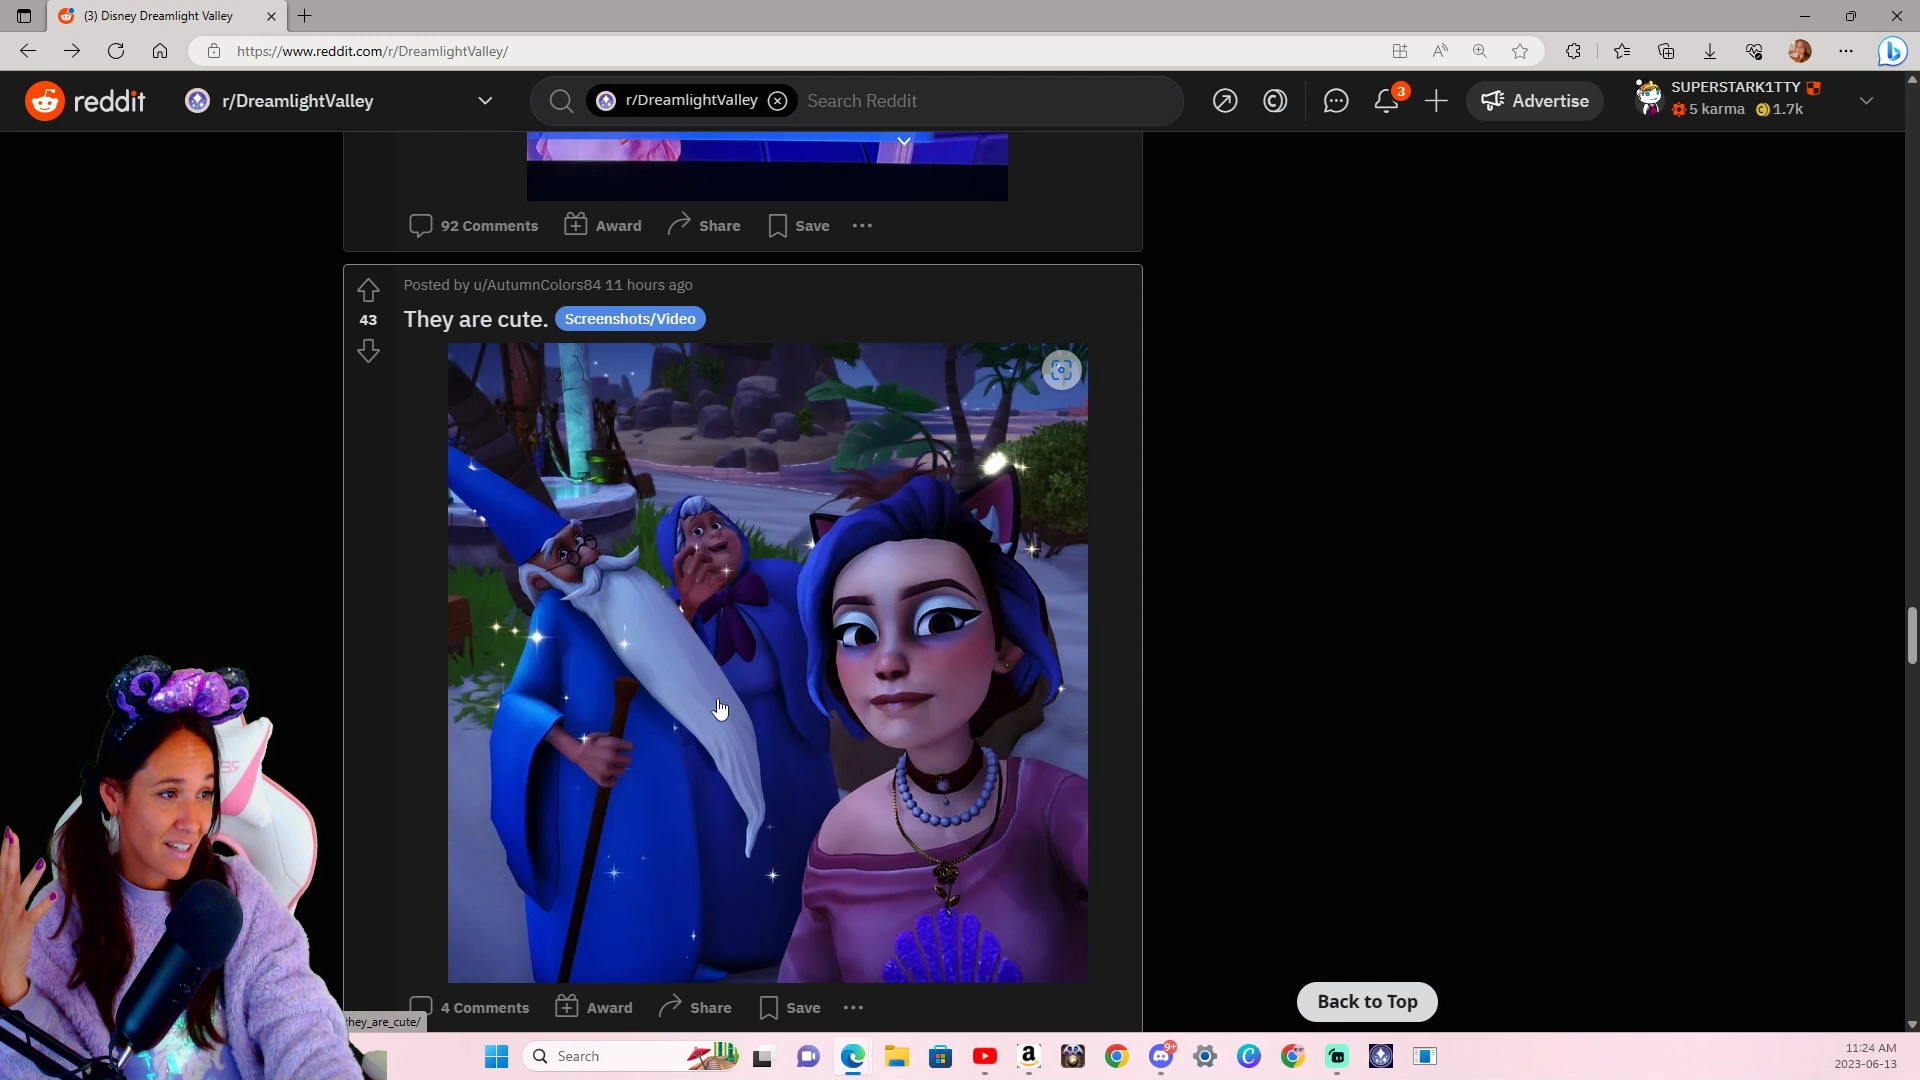 (3) Disney Dreamlight Valley
https://www.reddit.com/r/DreamlightValley/
reddit
r/DreamlightValley
r/DreamlightValley
Search Reddit
3
Advertise
SUPERSTARK1TTY
5 karma
1.7k
92 Comments
Award
Share
Save
Posted by u/AutumnColors84 11 hours ago
43
They are cute.
Screenshots/Video
4 Comments
Award
Share
Save
Back to Top
they_are_cute/
Search
9+
11:24 AM
2023-06-13